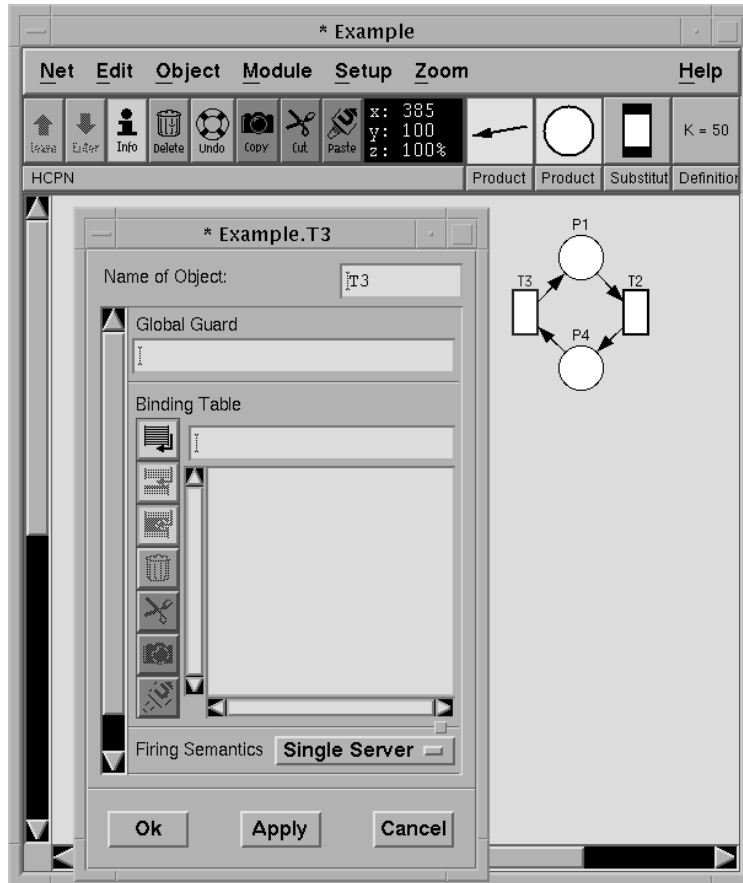 * Example
Net Edit Object Module Setup Zoom Help
Leave Enter Info Delete Undo Copy Cut Paste
x: 385
y: 100
z: 100%
K = 50
HCPN
Product Product Substitut Definition
* Example.T3
Name of Object: T3
Global Guard
Binding Table
Firing Semantics Single Server
Ok Apply Cancel
P1
T3 T2
P4